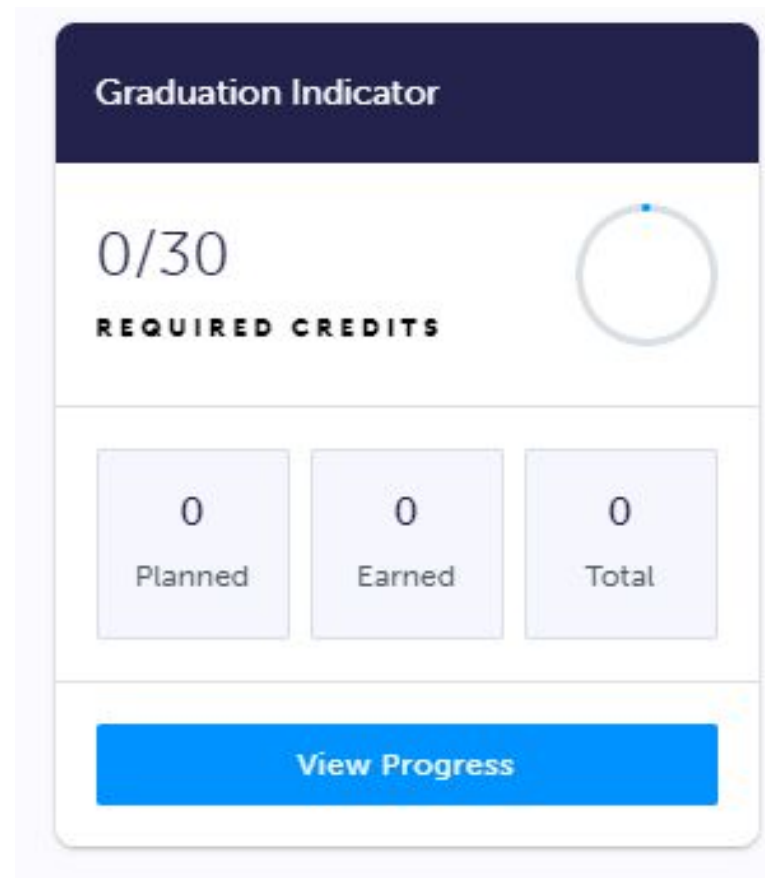 Graduation Indicator
0/30
REQUIRED CREDITS
0 0 0
Planned Earned Total
View Progress